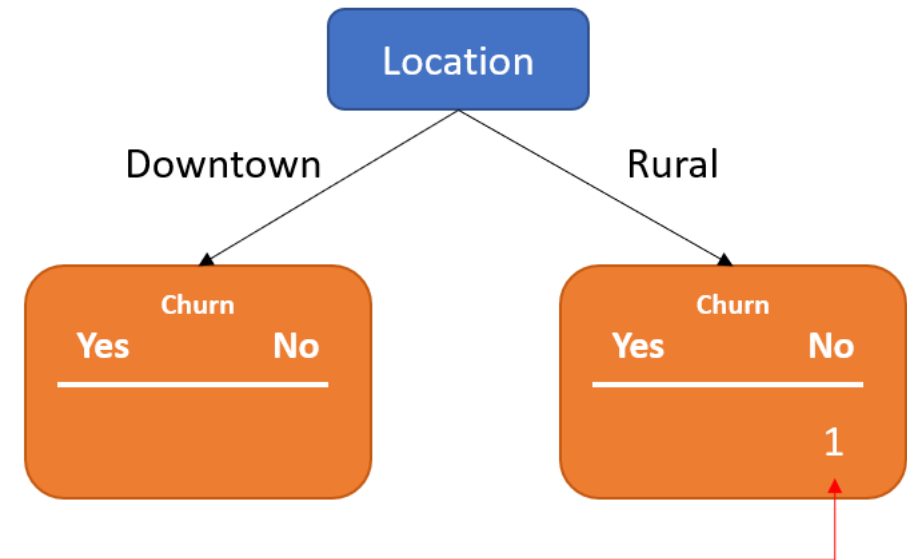 Location
Downtown Rural
Churn Churn
Yes No Yes No
1